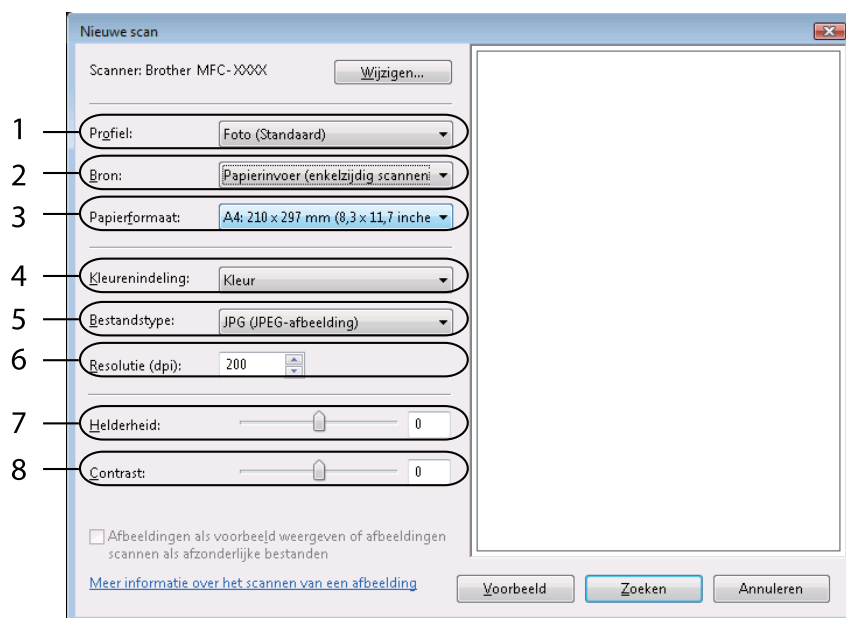 Nieuwe scan
Scanner: Brother MFC-XXXX
Wijzigen...
1 Profiel: Foto (Standaard)
2 Bron: Papierinvoer (enkelzijdig scannen
3 Papierformaat: A4: 210 x 297 mm (8,3 x 11,7 inche
4 Kleurenindeling: Kleur
5 Bestandstype: JPG (JPEG-afbeelding)
6 Resolutie (dpi): 200
7 Helderheid: 0
8 Contrast: 0
Afbeeldingen als voorbeeld weergeven of afbeeldingen
scannen als afzonderlijke bestanden
Meer informatie over het scannen van een afbeelding
Voorbeeld Zoeken Annuleren